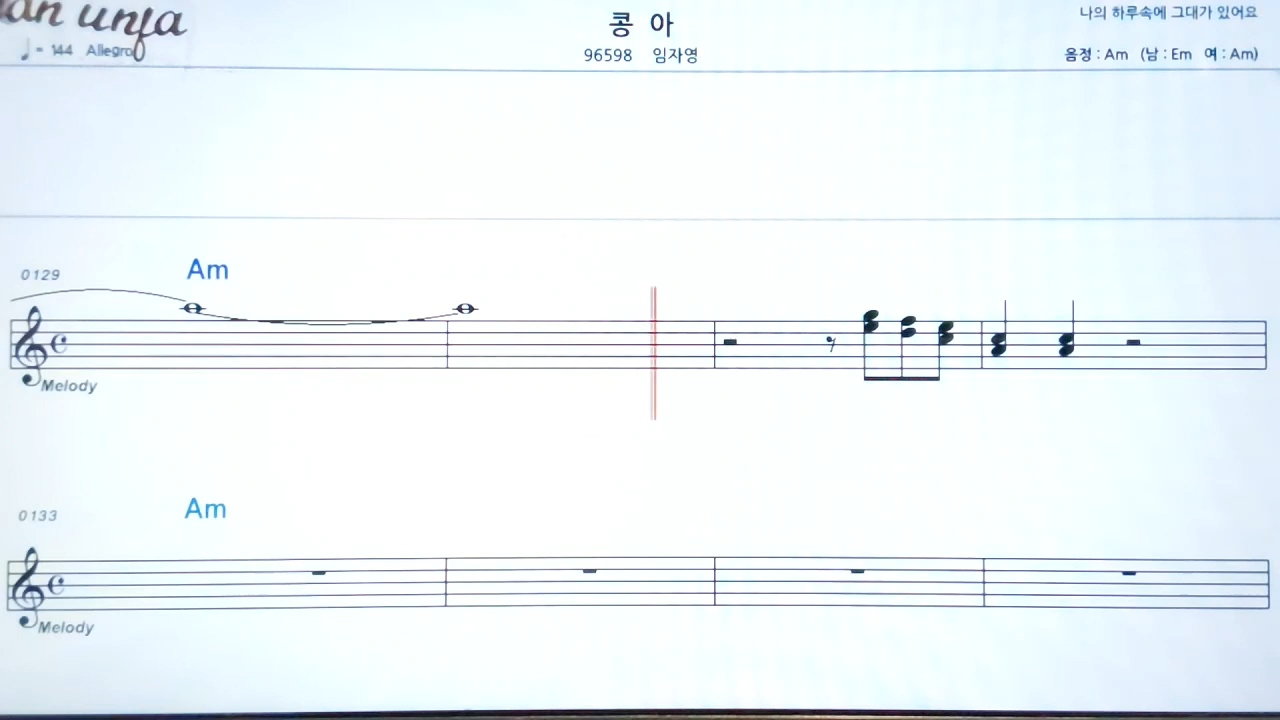 콩 아
나의 하루속에 그대가 있어요
♩= 144 Allegro
96598 임자영
음정 : Am (남 : Em 여 : Am)
0129
Am
Melody
0133
Am
Melody